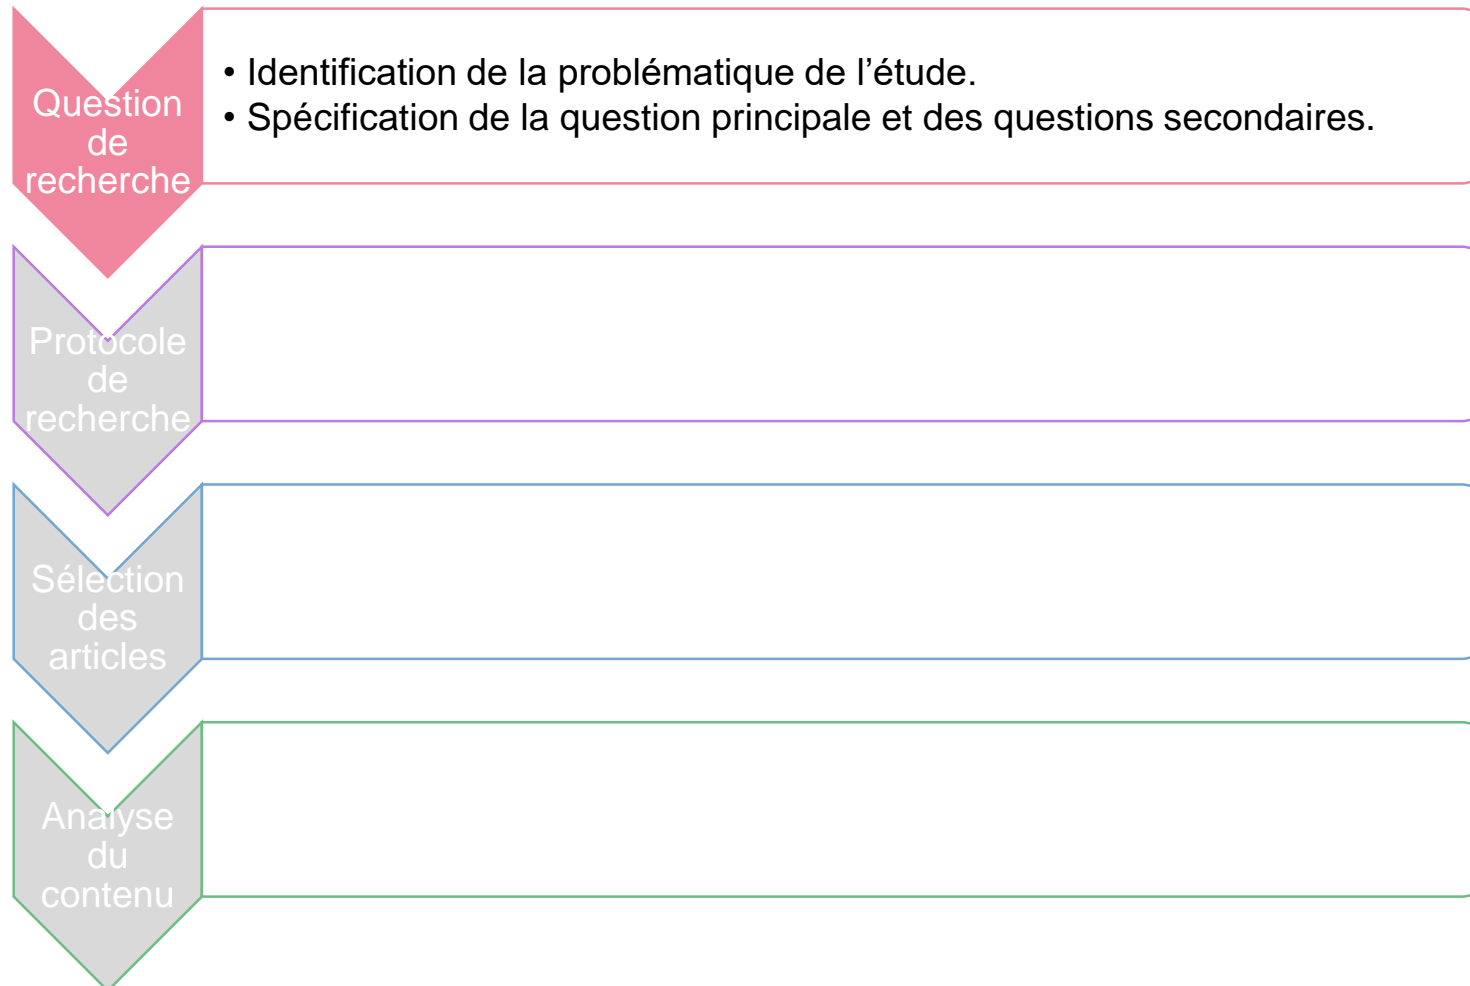 Question
de
recherche
• Identification de la problématique de l’étude.
• Spécification de la question principale et des questions secondaires.
Protocole
de
recherche
Sélection
des
articles
Analyse
du
contenu